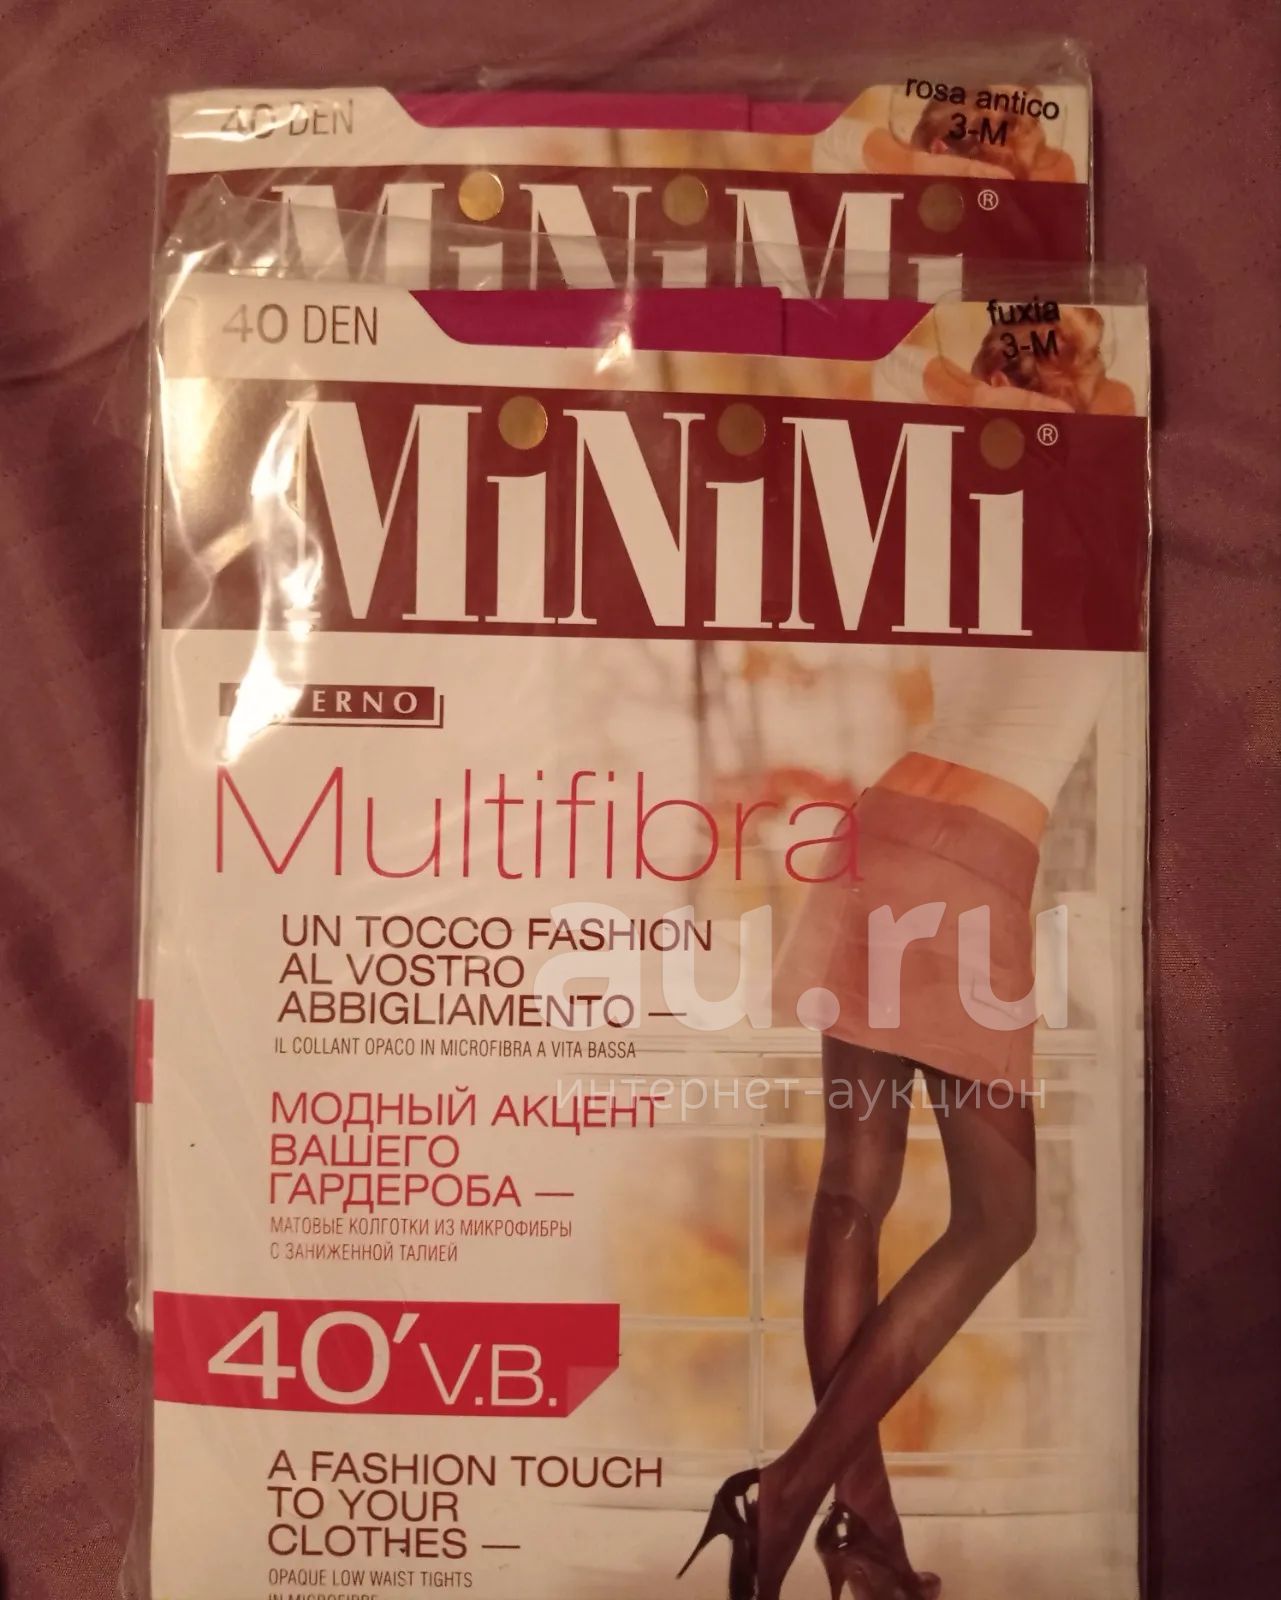 40 DEN
rosa antico
3-M
MiNiMi®
40 DEN
fuxia
3-M
MiNiMi®
Multifibra
UN TOCCO FASHION
AL VOSTRO
ABBIGLIAMENTO —
IL COLLANT OPACO IN MICROFIBRA A VITA BASSA
au.ru
интернет-аукцион
МОДНЫЙ АКЦЕНТ
ВАШЕГО
ГАРДЕРОБА —
МАТОВЫЕ КОЛГОТКИ ИЗ МИКРОФИБРЫ
С ЗАНИЖЕННОЙ ТАЛИЕЙ
40' V.B.
A FASHION TOUCH
TO YOUR
CLOTHES —
OPAQUE LOW WAIST TIGHTS